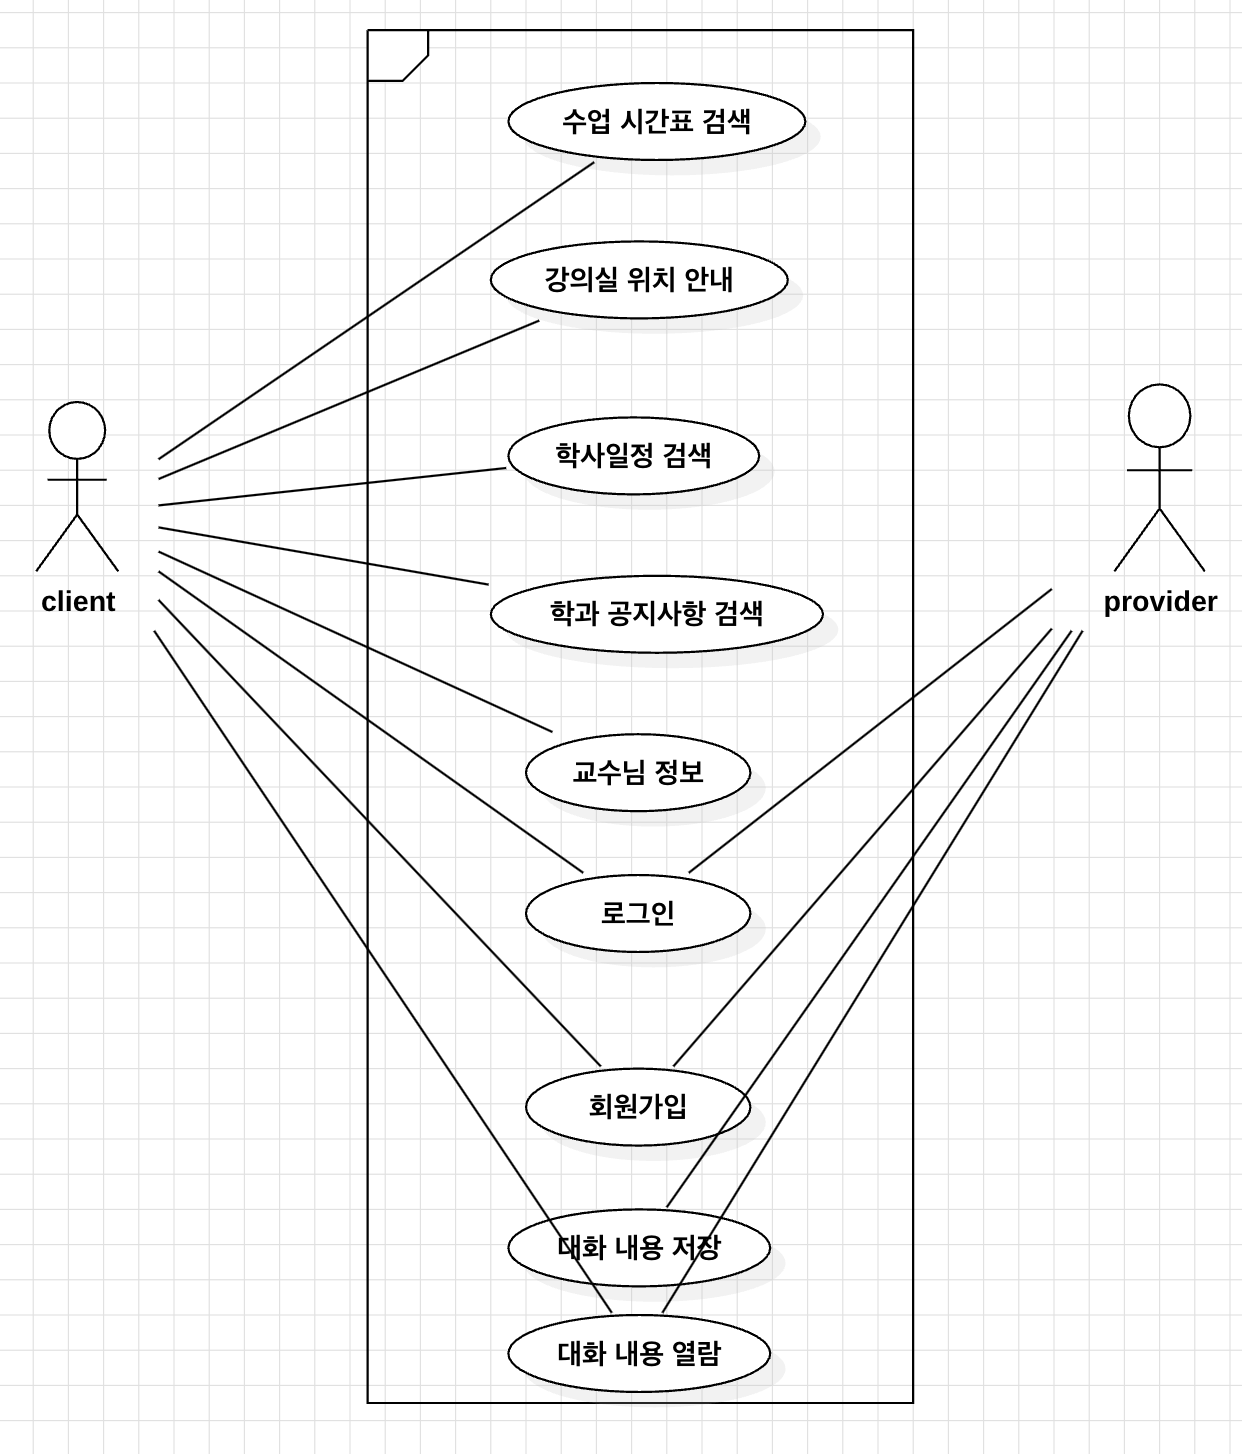 수업 시간표 검색
강의실 위치 안내
학사일정 검색
client
provider
학과 공지사항 검색
교수님 정보
로그인
회원가입
대화 내용 저장
대화 내용 열람